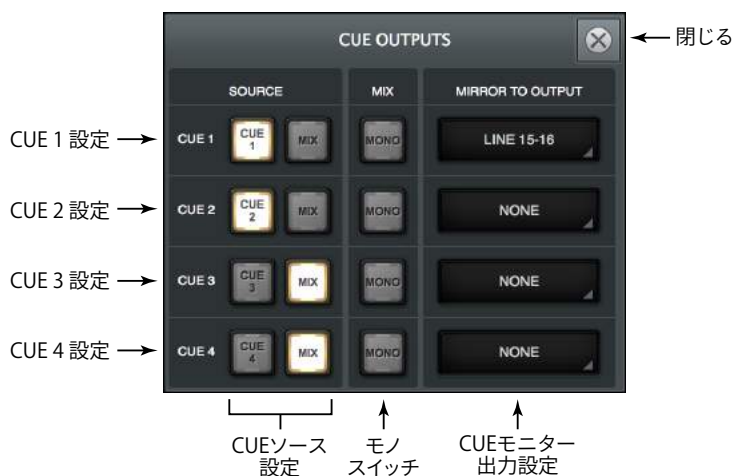 CUE OUTPUTS
閉じる
SOURCE MIX MIRROR TO OUTPUT
CUE 1 設定 CUE 1 CUE 1 MIX MONO LINE 15-16
CUE 2 設定 CUE 2 CUE 2 MIX MONO NONE
CUE 3 設定 CUE 3 CUE 3 MIX MONO NONE
CUE 4 設定 CUE 4 CUE 4 MIX MONO NONE
CUEソース
設定
モノ
スイッチ
CUEモニター
出力設定